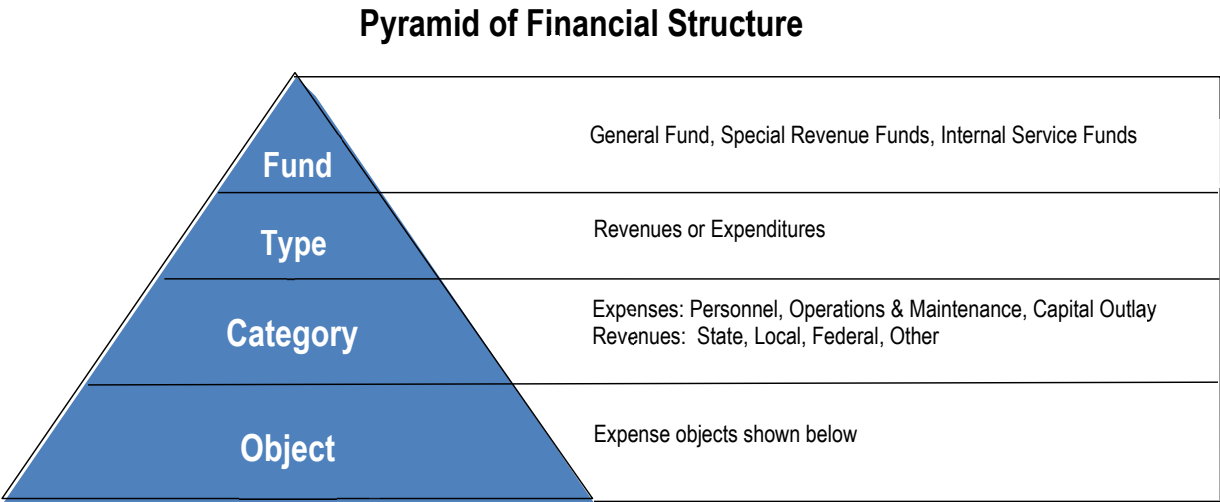 Pyramid of Financial Structure
Fund
General Fund, Special Revenue Funds, Internal Service Funds
Type
Revenues or Expenditures
Category
Expenses: Personnel, Operations & Maintenance, Capital Outlay
Revenues: State, Local, Federal, Other
Object
Expense objects shown below